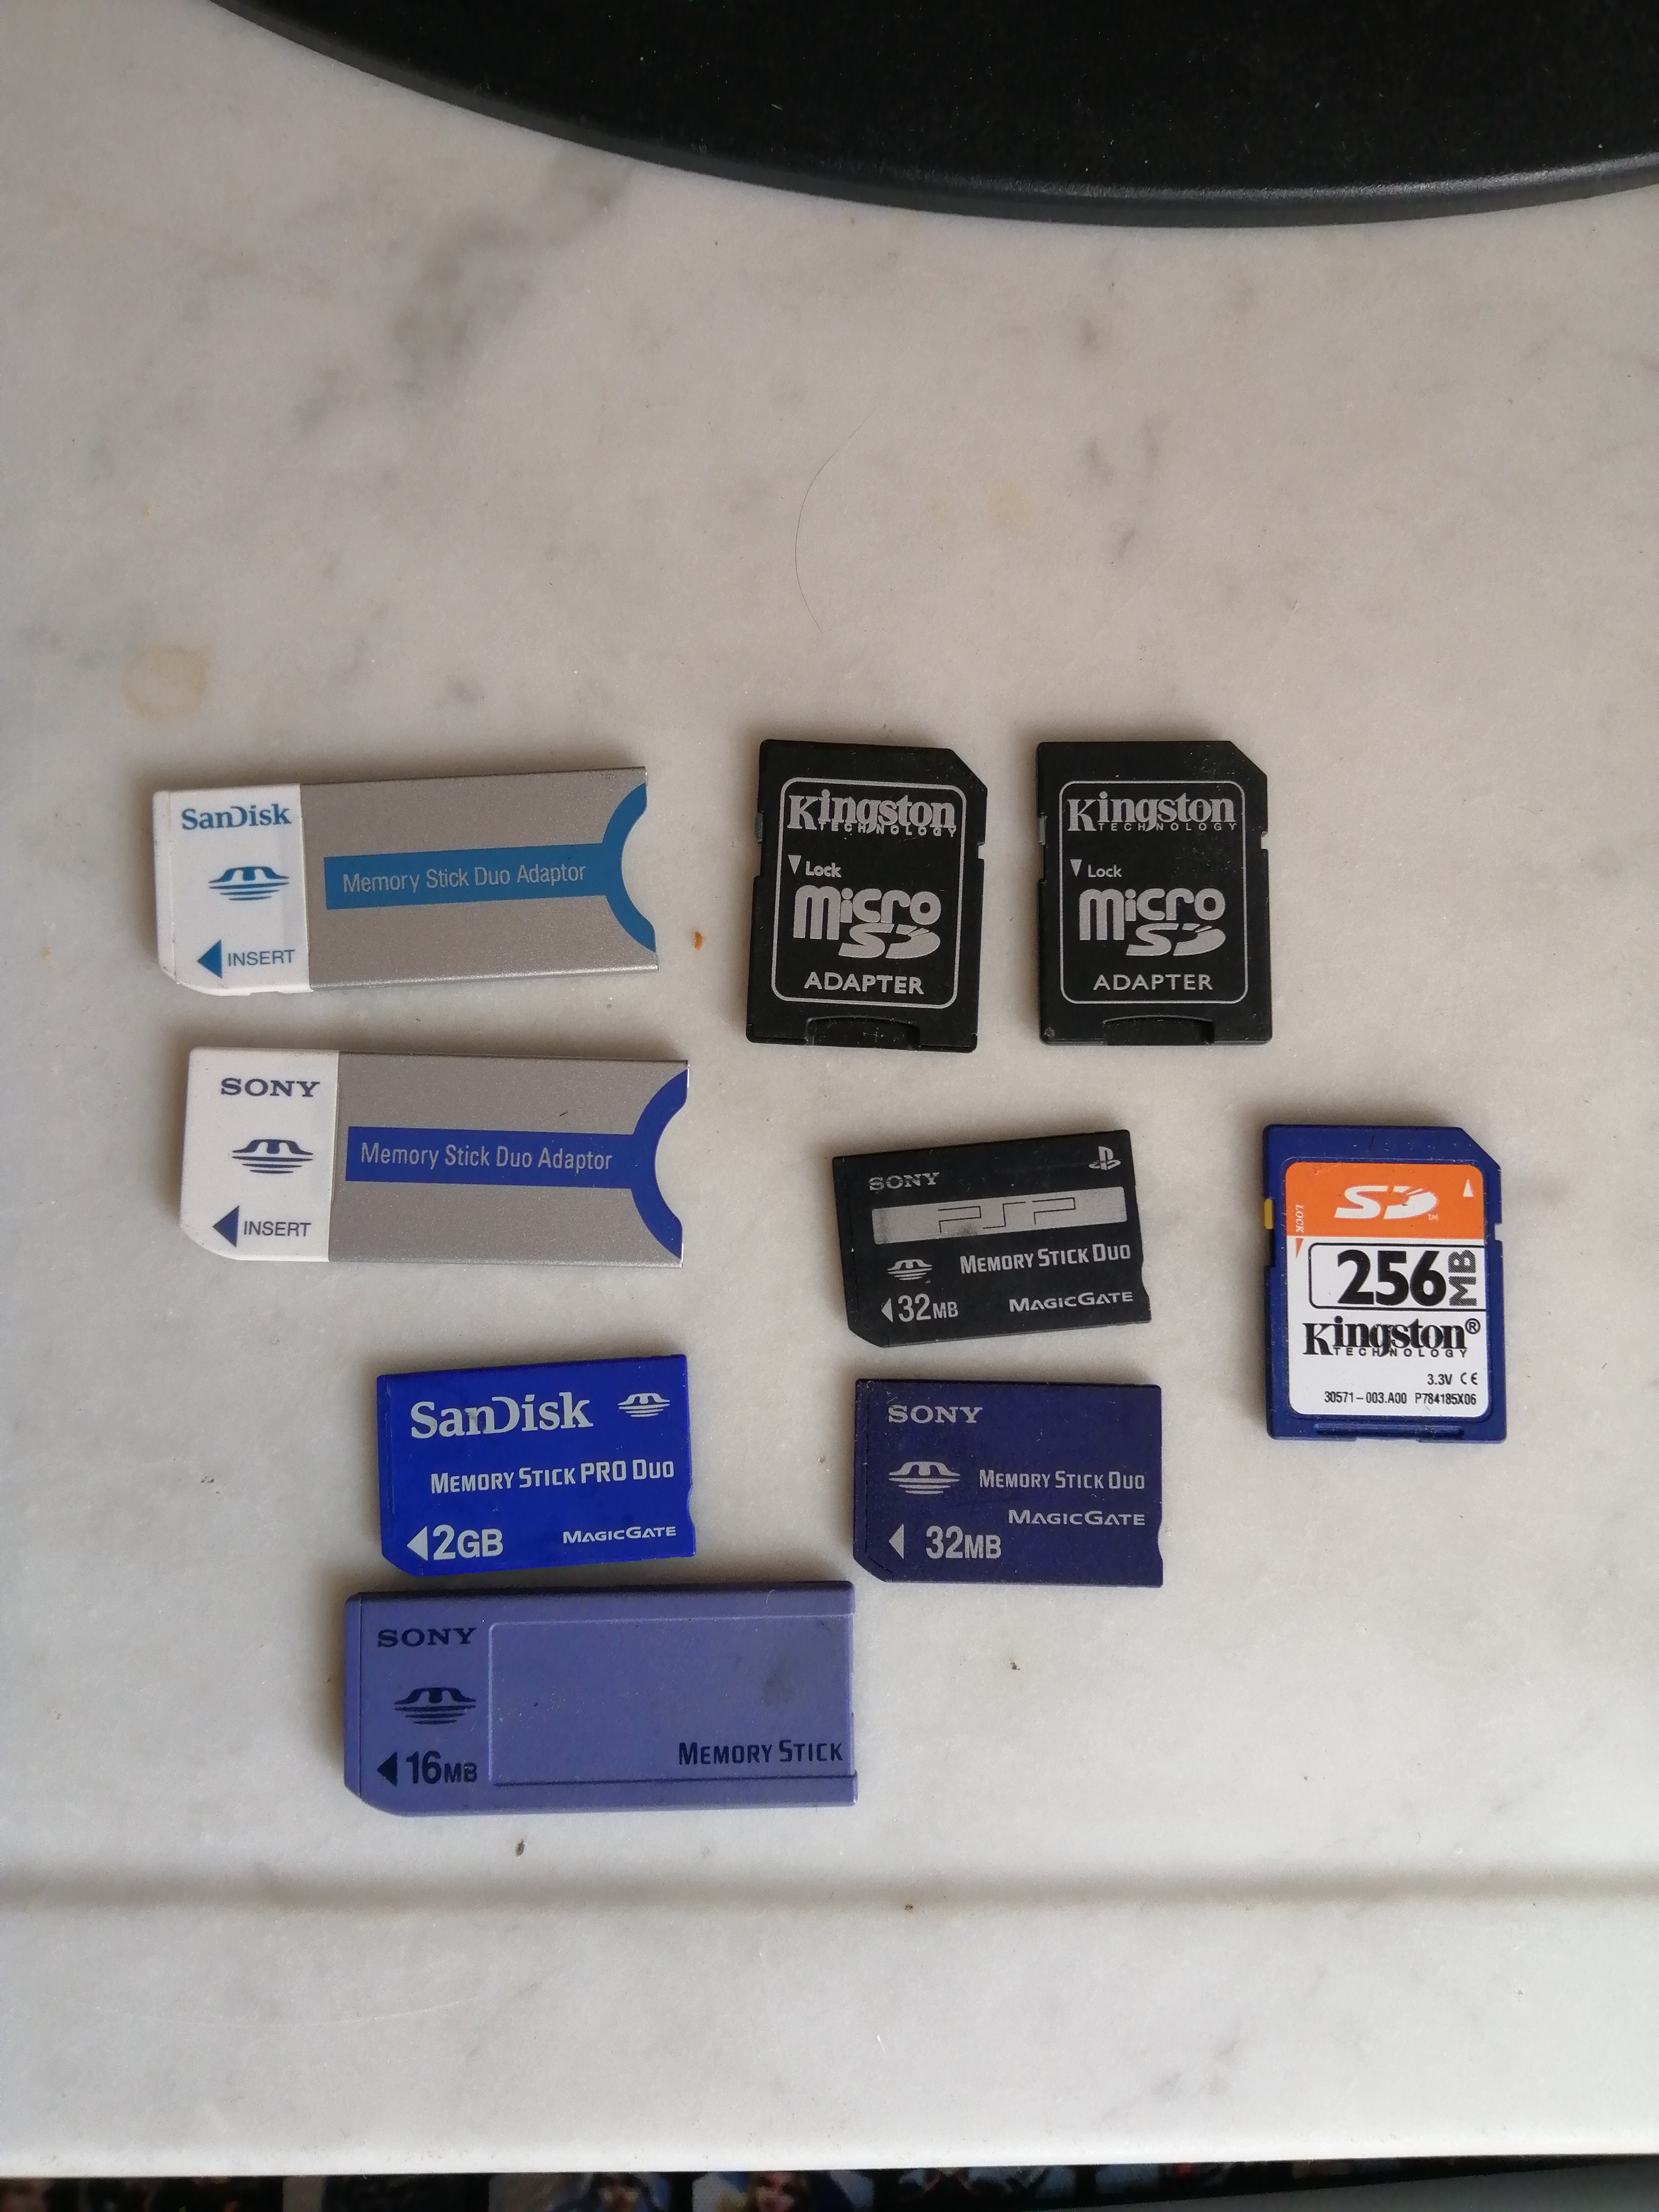 SanDisk
Memory Stick Duo Adaptor
INSERT
Kingston
TECHNOLOGY
Lock
micro
SD
ADAPTER
Kingston
TECHNOLOGY
Lock
micro
SD
ADAPTER
SONY
Memory Stick Duo Adaptor
INSERT
SONY
PSP
MEMORY STICK DUO
32MB MAGICGATE
SD™
LOCK
256MB
Kingston®
TECHNOLOGY
3.3V CE
30571-003.A00 P784185X06
SanDisk
MEMORY STICK PRO DUO
2GB MAGICGATE
SONY
MEMORY STICK DUO
MAGICGATE
32MB
SONY
MEMORY STICK
16MB